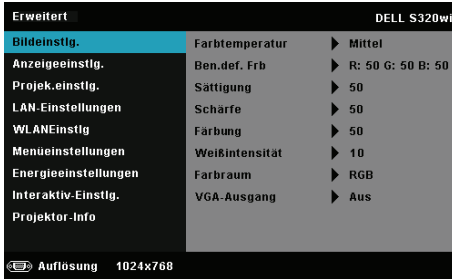 Erweitert DELL S320wi
Bildeinstlg.
Anzeigeeinstlg.
Projek.einstlg.
LAN-Einstellungen
WLANEinstlg
Menüeinstellungen
Energieeinstellungen
Interaktiv-Einstlg.
Projektor-Info
Farbtemperatur Mittel
Ben.def. Frb R: 50 G: 50 B: 50
Sättigung 50
Schärfe 50
Färbung 50
Weißintensität 10
Farbraum RGB
VGA-Ausgang Aus
Auflösung 1024x768